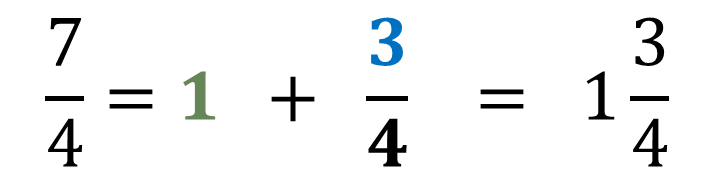 7/4 = 1 + 3/4 = 1 3/4